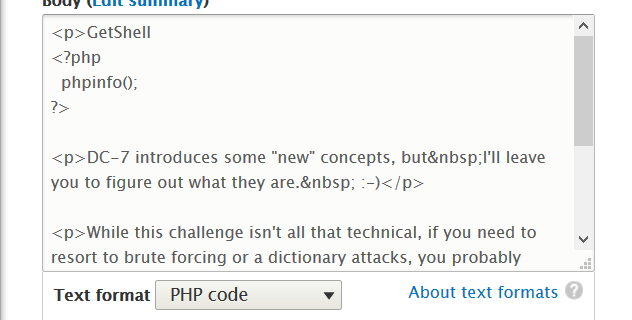 Body (Edit summary)
<p>GetShell
<?php
phpinfo();
?>
<p>DC-7 introduces some "new" concepts, but&nbsp;I'll leave
you to figure out what they are.&nbsp; :-)</p>
<p>While this challenge isn't all that technical, if you need to
resort to brute forcing or a dictionary attacks, you probably
Text format PHP code About text formats ?